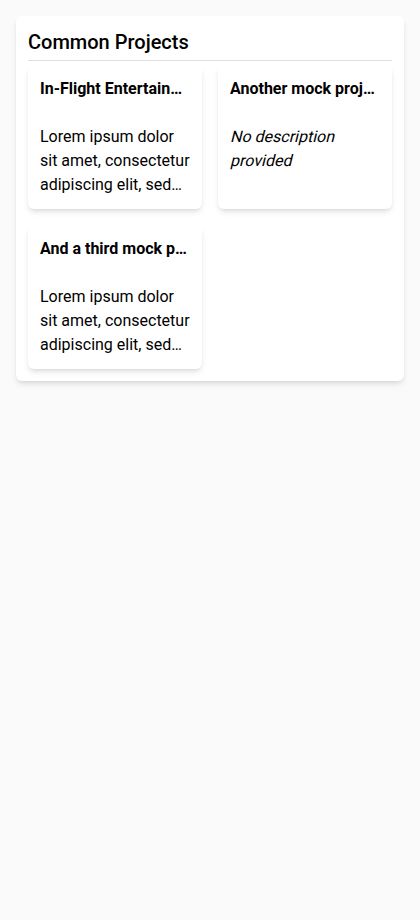 Common Projects
In-Flight Entertain…
Lorem ipsum dolor
sit amet, consectetur
adipiscing elit, sed…
Another mock proj…
No description
provided
And a third mock p…
Lorem ipsum dolor
sit amet, consectetur
adipiscing elit, sed…